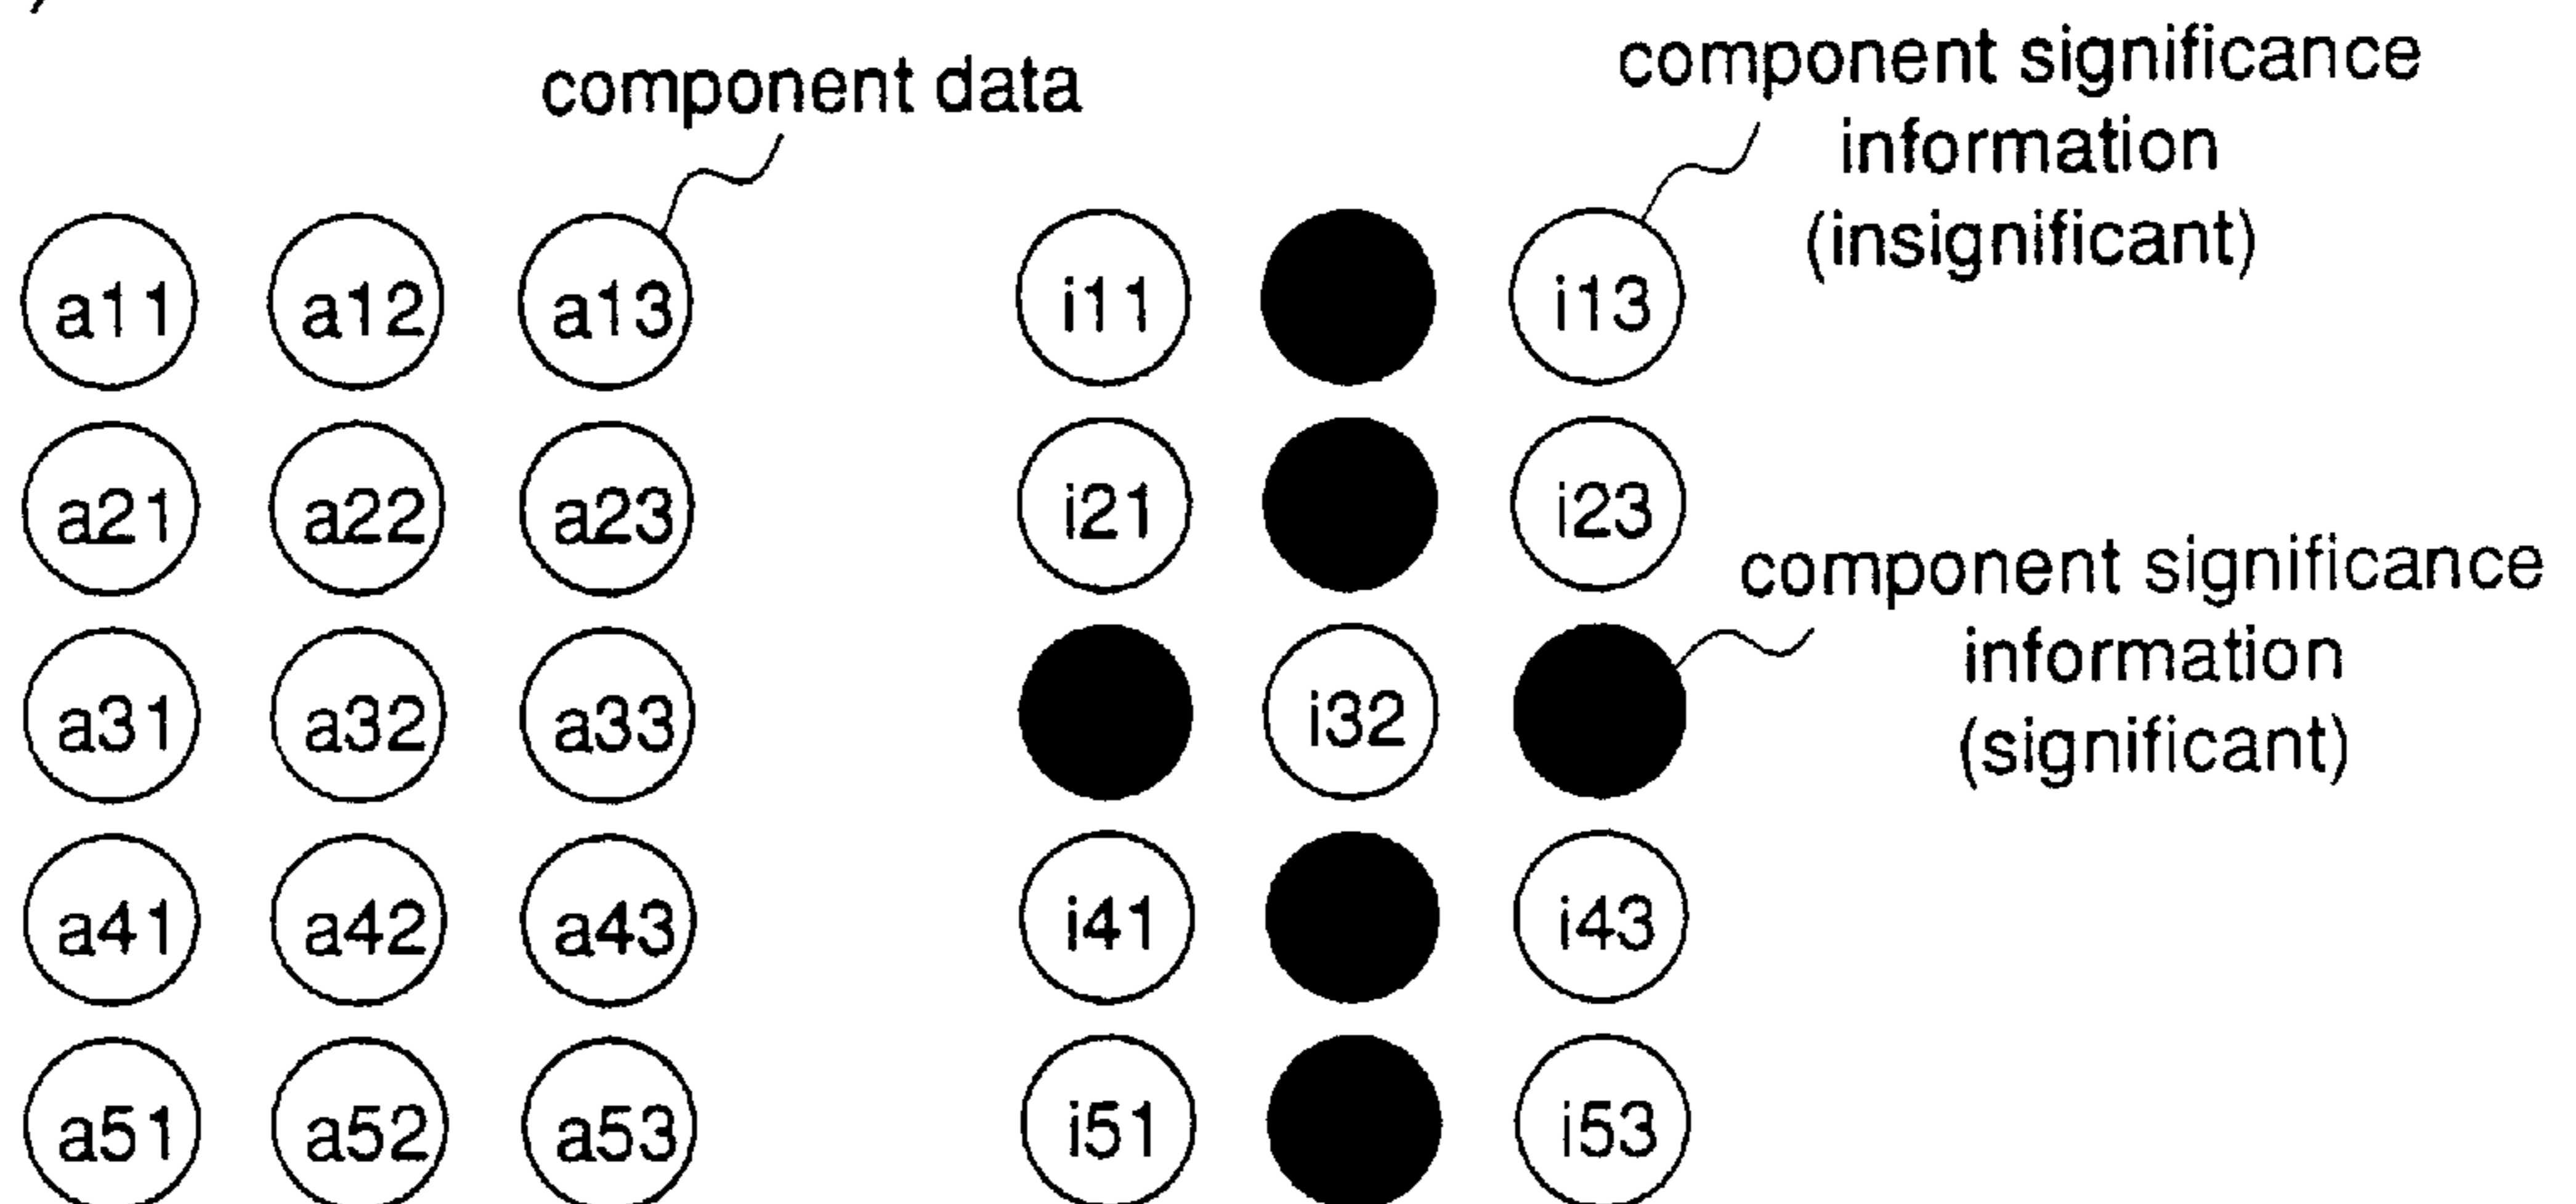 component data
component significance
information
(insignificant)
a11 a12 a13
i11 i13
a21 a22 a23
i21 i23
component significance
information
(significant)
a31 a32 a33
i32
a41 a42 a43
i41 i43
a51 a52 a53
i51 i53